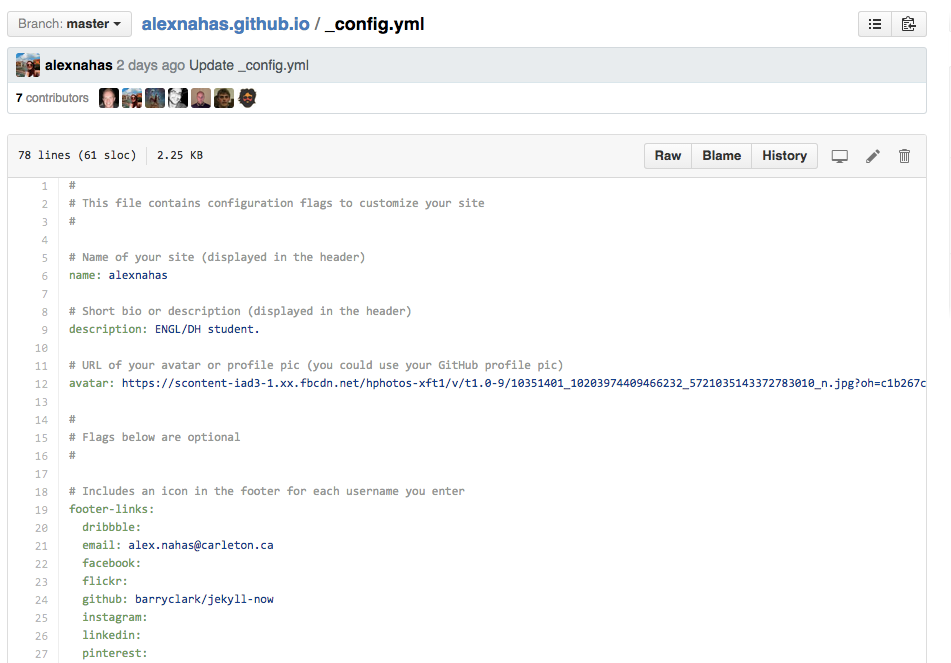 Branch: master
alexnahas.github.io / _config.yml
alexnahas 2 days ago Update _config.yml
7 contributors
78 lines (61 sloc) 2.25 KB
Raw Blame History
1 #
2 # This file contains configuration flags to customize your site
3 #
4
5 # Name of your site (displayed in the header)
6 name: alexnahas
7
8 # Short bio or description (displayed in the header)
9 description: ENGL/DH student.
10
11 # URL of your avatar or profile pic (you could use your GitHub profile pic)
12 avatar: https://scontent-iad3-1.xx.fbcdn.net/hphotos-xft1/v/t1.0-9/10351401_10203974409466232_5721035143372783010_n.jpg?oh=c1b267c
13
14 #
15 # Flags below are optional
16 #
17
18 # Includes an icon in the footer for each username you enter
19 footer-links:
20 dribbble:
21 email: alex.nahas@carleton.ca
22 facebook:
23 flickr:
24 github: barryclark/jekyll-now
25 instagram:
26 linkedin:
27 pinterest: